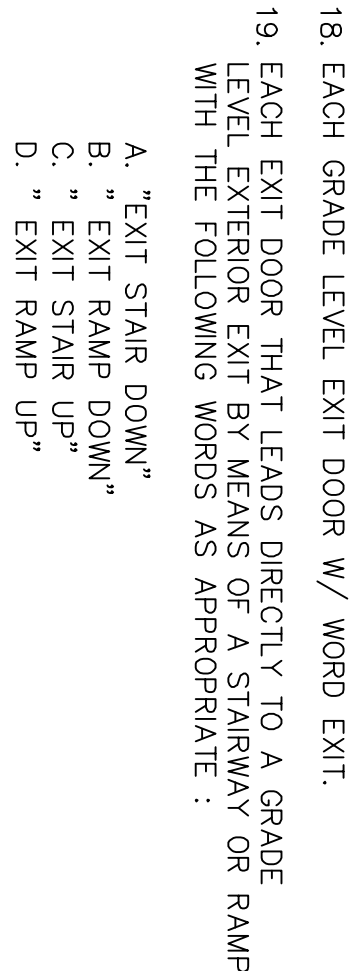 18. EACH GRADE LEVEL EXIT DOOR W/ WORD EXIT.
19. EACH EXIT DOOR THAT LEADS DIRECTLY TO A GRADE
LEVEL EXTERIOR EXIT BY MEANS OF A STAIRWAY OR RAMP
WITH THE FOLLOWING WORDS AS APPROPRIATE :
A. "EXIT STAIR DOWN"
B. " EXIT RAMP DOWN"
C. " EXIT STAIR UP"
D. " EXIT RAMP UP"